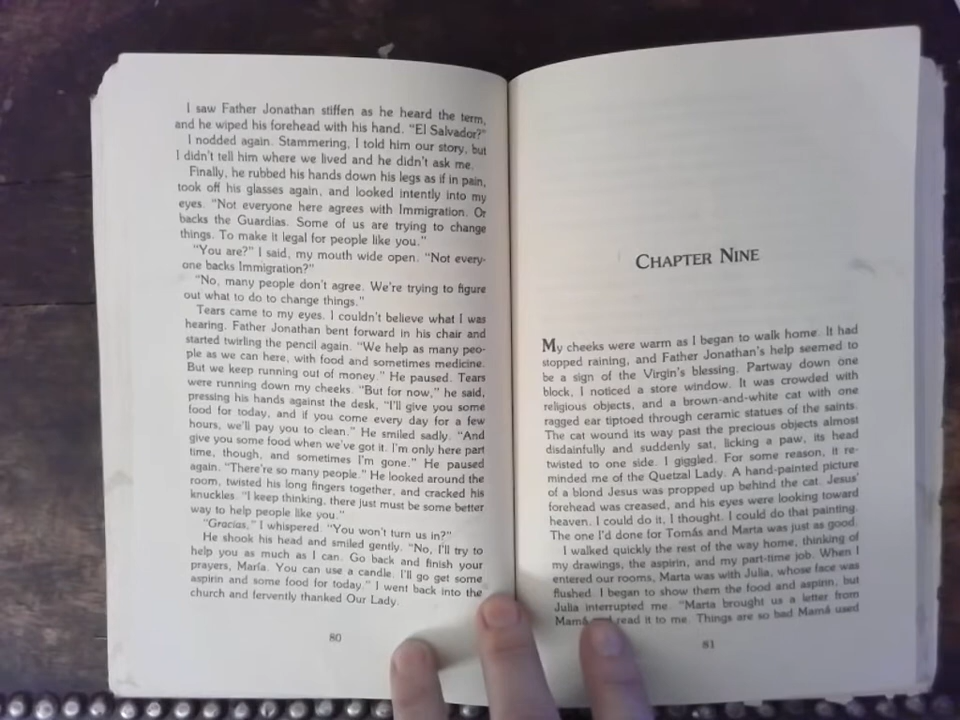 I saw Father Jonathan stiffen as he heard the term,
and he wiped his forehead with his hand. "El Salvador?"
I nodded again. Stammering, I told him our story, but
I didn't tell him where we lived and he didn't ask me.
Finally, he rubbed his hands down his legs as if in pain,
took off his glasses again, and looked intently into my
eyes. "Not everyone here agrees with Immigration. Or
backs the Guardias. Some of us are trying to change
things. To make it legal for people like you."
"You are?" I said, my mouth wide open. "Not every-
one backs Immigration?"
"No, many people don't agree. We're trying to figure
out what to do to change things."
Tears came to my eyes. I couldn't believe what I was
hearing. Father Jonathan bent forward in his chair and
started twirling the pencil again. "We help as many peo-
ple as we can here, with food and sometimes medicine.
But we keep running out of money." He paused. Tears
were running down my cheeks. "But for now," he said,
pressing his hands against the desk, "I'll give you some
food for today, and if you come every day for a few
hours, we'll pay you to clean." He smiled sadly. "And
give you some food when we've got it. I'm only here part
time, though, and sometimes I'm gone." He paused
again. "There're so many people." He looked around the
room, twisted his long fingers together, and cracked his
knuckles. "I keep thinking, there just must be some better
way to help people like you."
"Gracias," I whispered. "You won't turn us in?"
He shook his head and smiled gently. "No, I'll try to
help you as much as I can. Go back and finish your
prayers, María. You can use a candle. I'll go get some
aspirin and some food for today." I went back into the
church and fervently thanked Our Lady.
80
CHAPTER NINE
My cheeks were warm as I began to walk home. It had
stopped raining, and Father Jonathan's help seemed to
be a sign of the Virgin's blessing. Partway down one
block, I noticed a store window. It was crowded with
religious objects, and a brown-and-white cat with one
ragged ear tiptoed through ceramic statues of the saints.
The cat wound its way past the precious objects almost
disdainfully and suddenly sat, licking a paw, its head
twisted to one side. I giggled. For some reason, it re-
minded me of the Quetzal Lady. A hand-painted picture
of a blond Jesus was propped up behind the cat. Jesus'
forehead was creased, and his eyes were looking toward
heaven. I could do it, I thought. I could do that painting.
The one I'd done for Tomás and Marta was just as good.
I walked quickly the rest of the way home, thinking of
my drawings, the aspirin, and my part-time job. When I
entered our rooms, Marta was with Julia, whose face was
flushed. I began to show them the food and aspirin, but
Julia interrupted me. "Marta brought us a letter from
Mamá read it to me. Things are so bad Mamá used
81